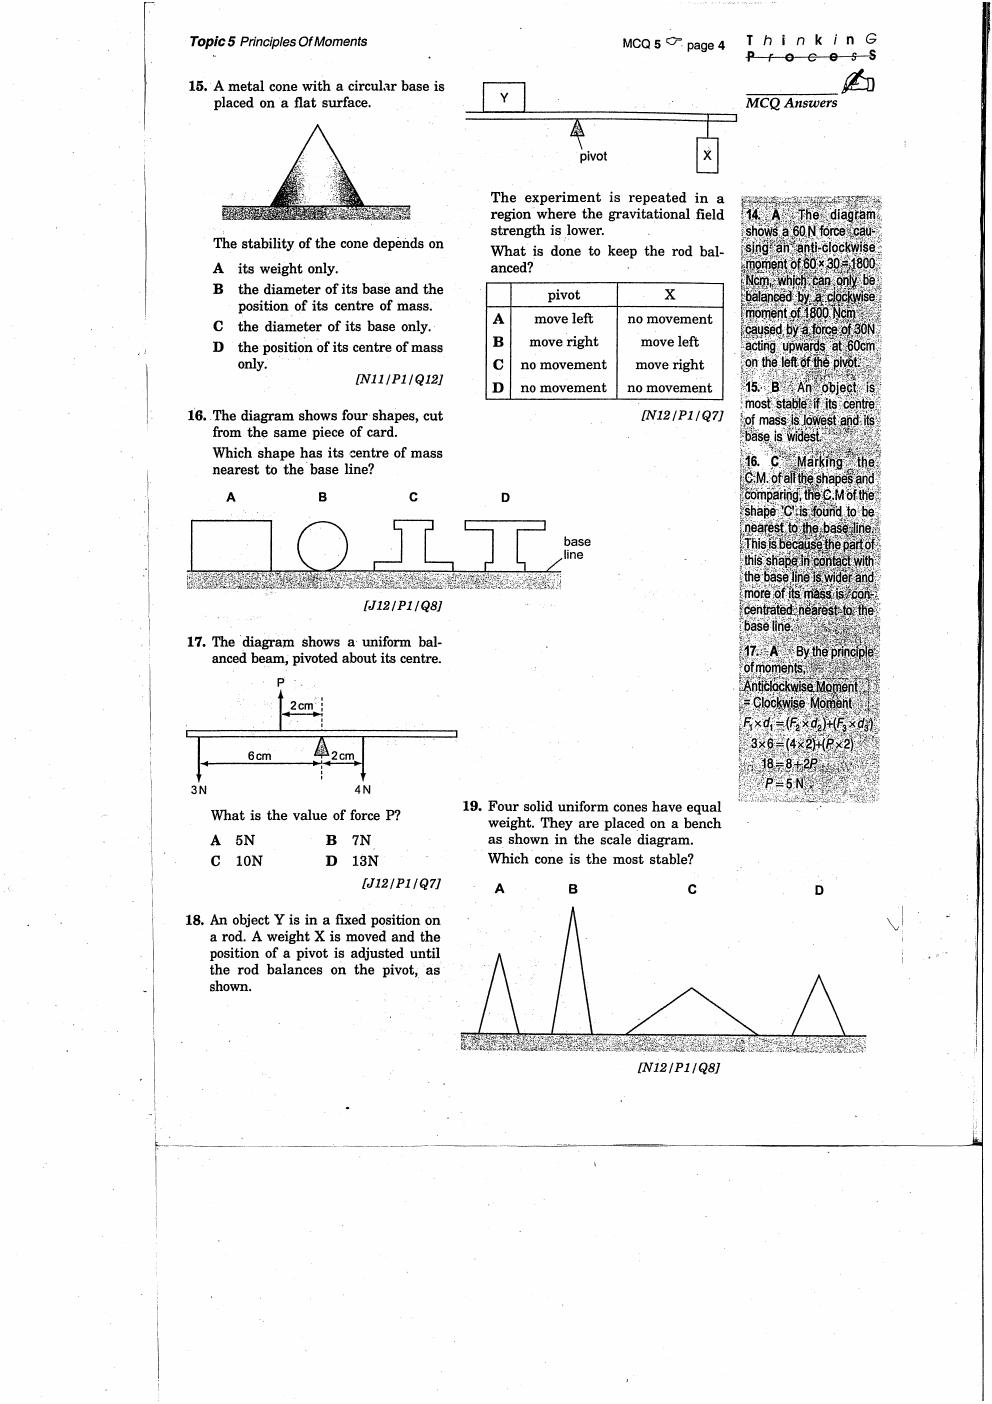 Topic 5 Principles Of Moments
MCQ 5 ☞ page 4
T h i n k i n G
P r o c e s S
MCQ Answers
15. A metal cone with a circular base is
placed on a flat surface.
The stability of the cone depends on
A its weight only.
B the diameter of its base and the
position of its centre of mass.
C the diameter of its base only.
D the position of its centre of mass
only.
[N11/P1/Q12]
16. The diagram shows four shapes, cut
from the same piece of card.
Which shape has its centre of mass
nearest to the base line?
A B C D
base
line
[J12/P1/Q8]
17. The diagram shows a uniform bal-
anced beam, pivoted about its centre.
P
2cm
6cm 2cm
3N 4N
What is the value of force P?
A 5N B 7N
C 10N D 13N
[J12/P1/Q7]
18. An object Y is in a fixed position on
a rod. A weight X is moved and the
position of a pivot is adjusted until
the rod balances on the pivot, as
shown.
Y
pivot
X
The experiment is repeated in a
region where the gravitational field
strength is lower.
What is done to keep the rod bal-
anced?
pivot X
A move left no movement
B move right move left
C no movement move right
D no movement no movement
[N12/P1/Q7]
19. Four solid uniform cones have equal
weight. They are placed on a bench
as shown in the scale diagram.
Which cone is the most stable?
A B C D
[N12/P1/Q8]
14. A The diagram
shows a 60 N force cau-
sing an anti-clockwise
moment of 60×30=1800
Ncm, which can only be
balanced by a clockwise
moment of 1800 Ncm
caused by a force of 30N
acting upwards at 60cm
on the left of the pivot.
15. B An object is
most stable if its centre
of mass is lowest and its
base is widest.
16. C Marking the
C.M. of all the shapes and
comparing, the C.M of the
shape 'C' is found to be
nearest to the base line.
This is because the part of
this shape in contact with
the base line is wider and
more of its mass is con-
centrated nearest to the
base line.
17. A By the principle
of moments,
Anticlockwise Moment
= Clockwise Moment
F₁×d₁=(F₂×d₂)+(F₃×d₃)
3×6=(4×2)+(P×2)
18=8+2P
P=5 N